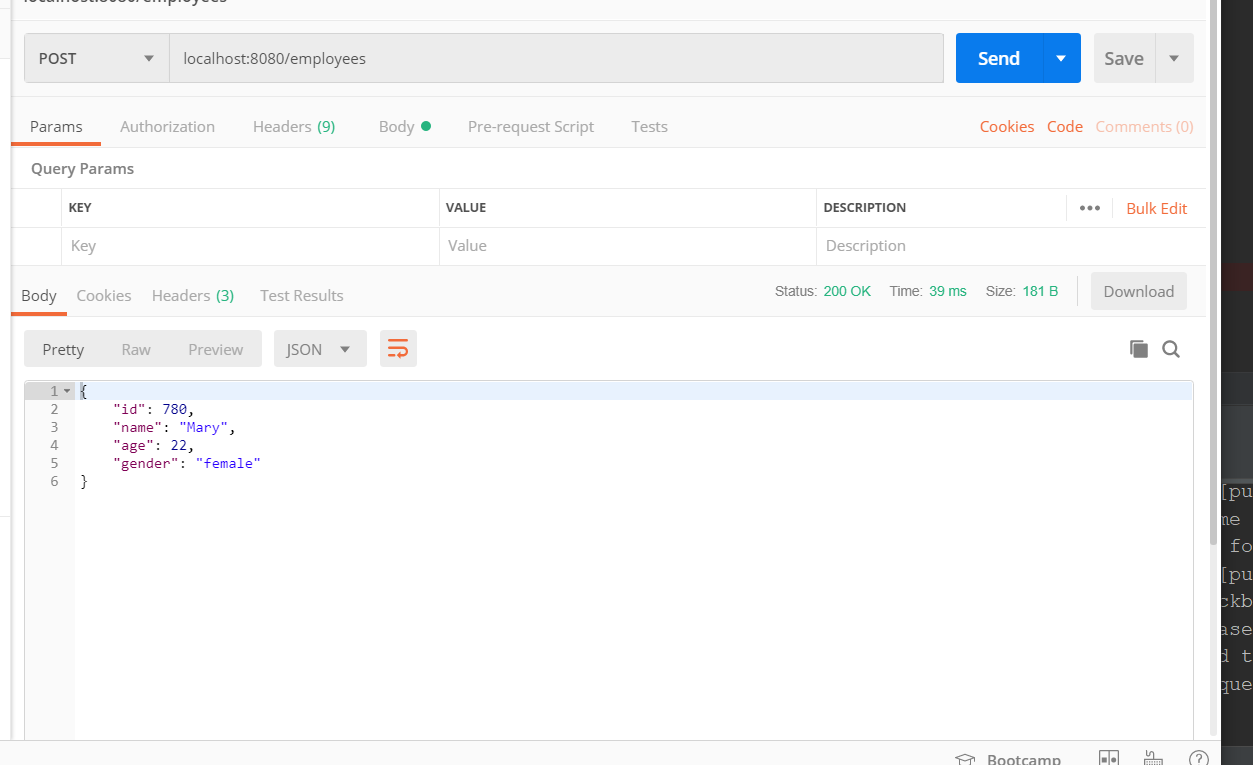 localhost:8080/employees
POST localhost:8080/employees Send Save
Params Authorization Headers (9) Body Pre-request Script Tests Cookies Code Comments (0)
Query Params
KEY VALUE DESCRIPTION ••• Bulk Edit
Key Value Description
Body Cookies Headers (3) Test Results Status: 200 OK Time: 39 ms Size: 181 B Download
Pretty Raw Preview JSON
1 {
2 "id": 780,
3 "name": "Mary",
4 "age": 22,
5 "gender": "female"
6 }
[pu
me
fo
[pu
ckb
ase
d t
que
Bootcamp ?